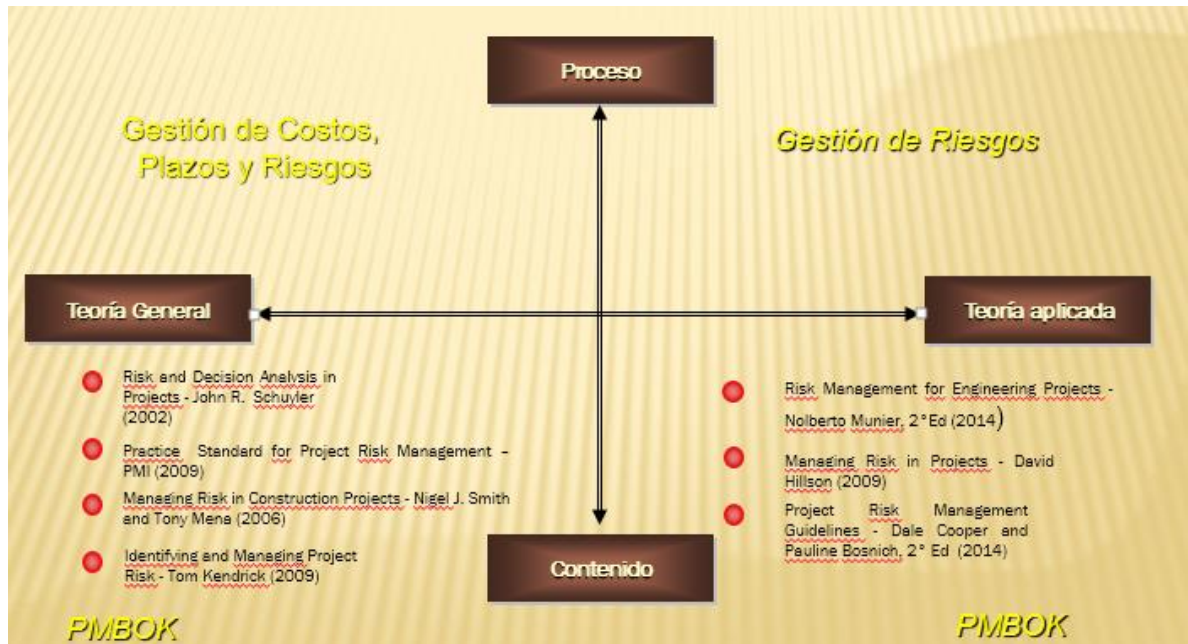 Proceso
Gestión de Costos,
Plazos y Riesgos
Gestión de Riesgos
Teoría General
Teoría aplicada
Risk and Decision Analysis in
Projects - John R. Schuyler
(2002)
Practice Standard for Project Risk Management –
PMI (2009)
Managing Risk in Construction Projects - Nigel J. Smith
and Tony Mena (2006)
Identifying and Managing Project
Risk - Tom Kendrick (2009)
Risk Management for Engineering Projects -
Nolberto Munier, 2°Ed (2014)
Managing Risk in Projects - David
Hillson (2009)
Project Risk Management
Guidelines - Dale Cooper and
Pauline Bosnich, 2° Ed (2014)
Contenido
PMBOK
PMBOK